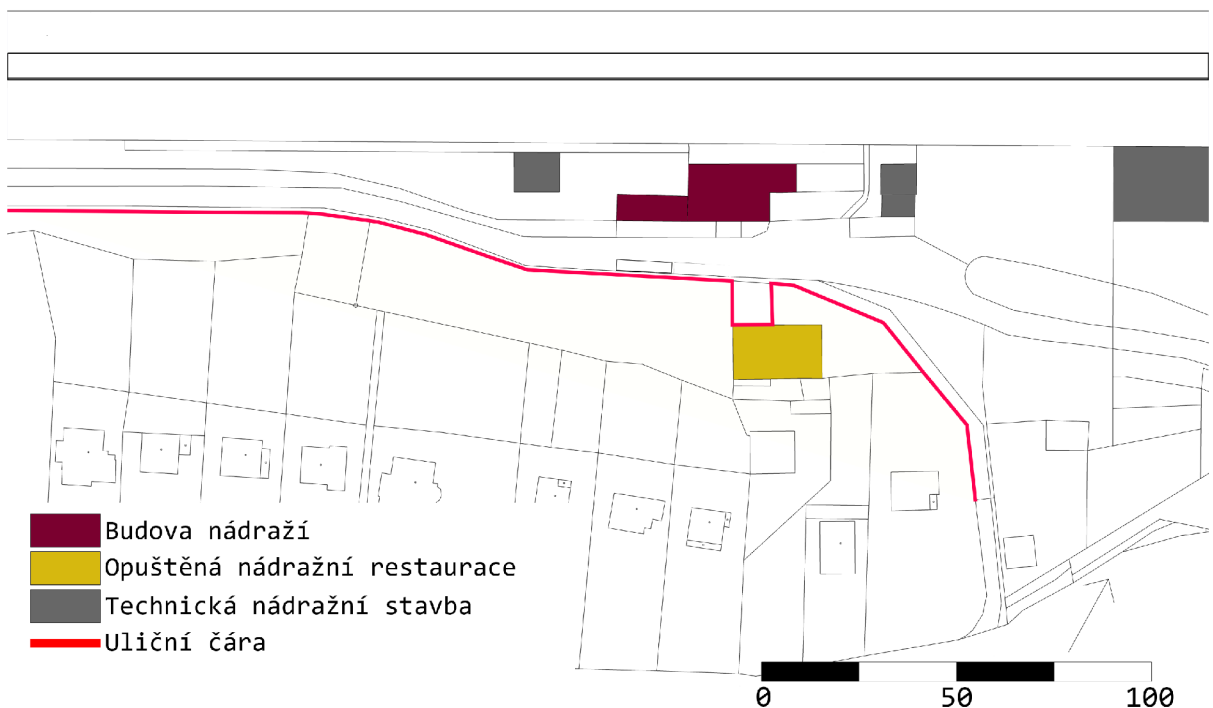 Budova nádraží
Opuštěná nádražní restaurace
Technická nádražní stavba
Uliční čára
0 50 100